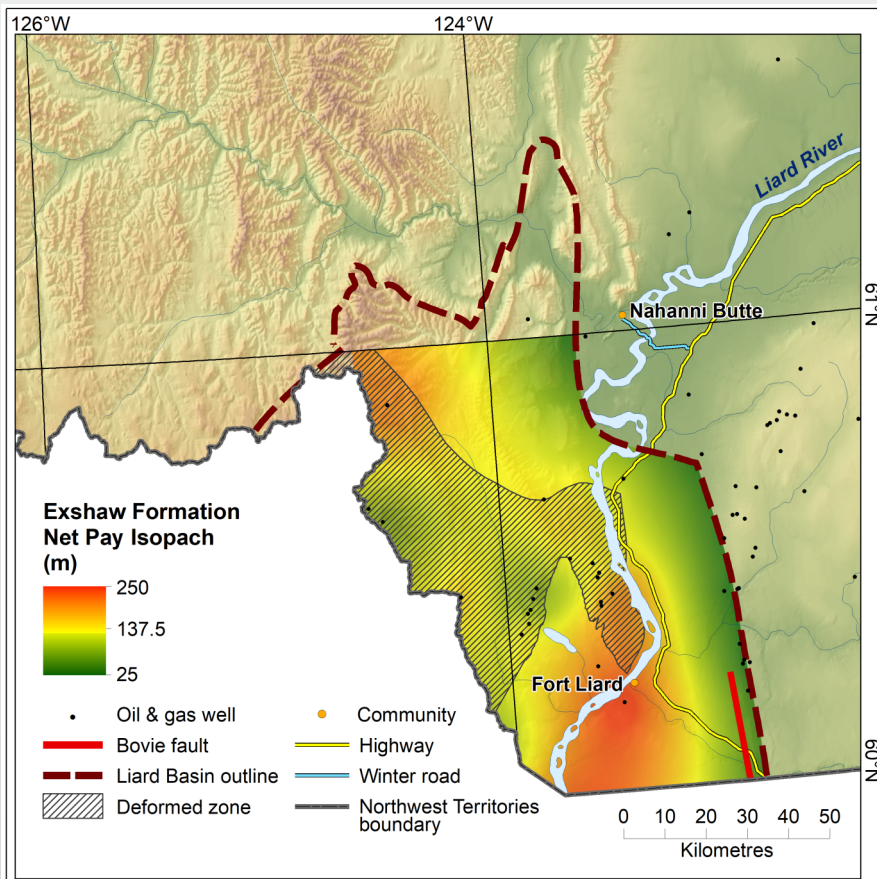 126°W
124°W
Liard River
61°N
Nahanni Butte
Exshaw Formation
Net Pay Isopach
(m)
250
137.5
25
Fort Liard
Oil & gas well
Community
Bovie fault
Highway
Liard Basin outline
Winter road
Deformed zone
Northwest Territories
boundary
60°N
0 10 20 30 40 50
Kilometres